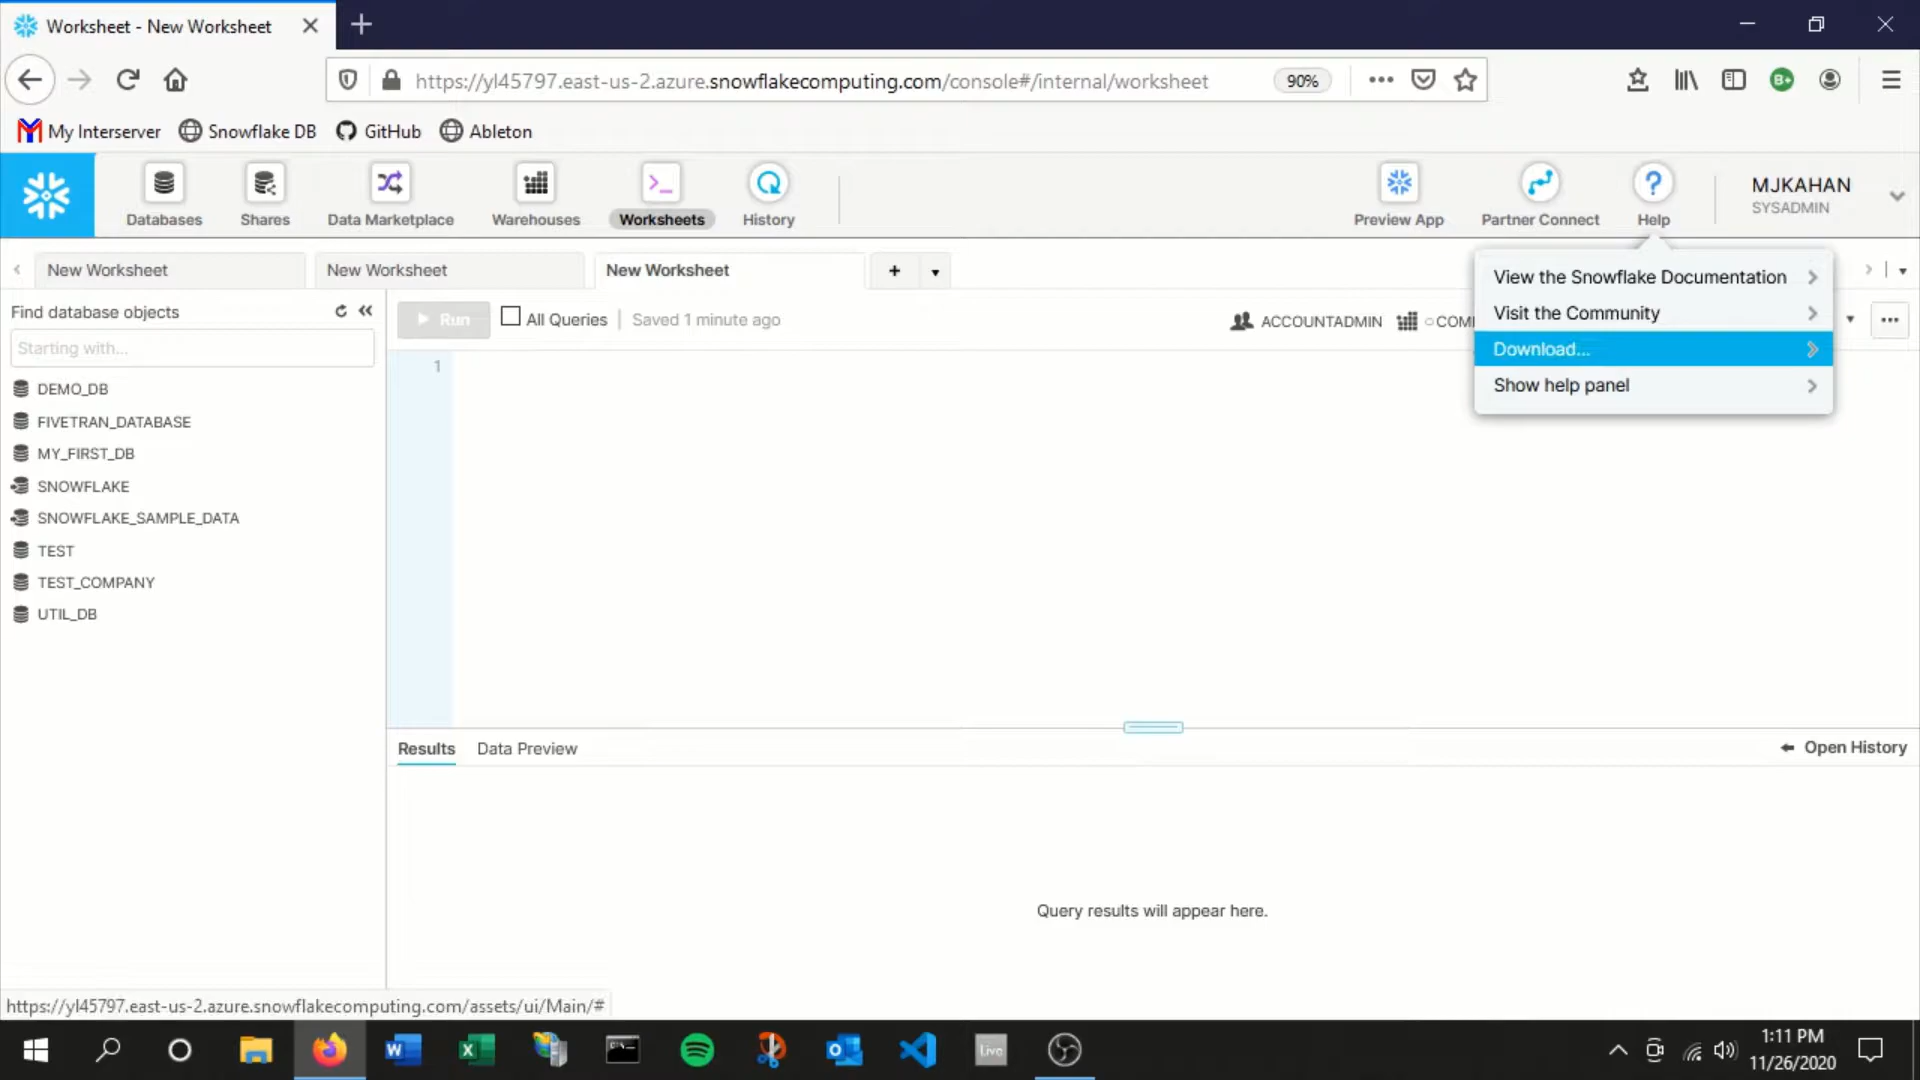 Worksheet - New Worksheet
https://yl45797.east-us-2.azure.snowflakecomputing.com/console#/internal/worksheet
90%
B+
My Interserver
Snowflake DB
GitHub
Ableton
Databases
Shares
Data Marketplace
Warehouses
Worksheets
History
Preview App
Partner Connect
Help
MJKAHAN
SYSADMIN
New Worksheet
New Worksheet
New Worksheet
View the Snowflake Documentation
Visit the Community
Download...
Show help panel
Find database objects
Starting with...
Run
All Queries
Saved 1 minute ago
ACCOUNTADMIN
COM
1
DEMO_DB
FIVETRAN_DATABASE
MY_FIRST_DB
SNOWFLAKE
SNOWFLAKE_SAMPLE_DATA
TEST
TEST_COMPANY
UTIL_DB
Results
Data Preview
Open History
Query results will appear here.
https://yl45797.east-us-2.azure.snowflakecomputing.com/assets/ui/Main/#
Live
1:11 PM
11/26/2020